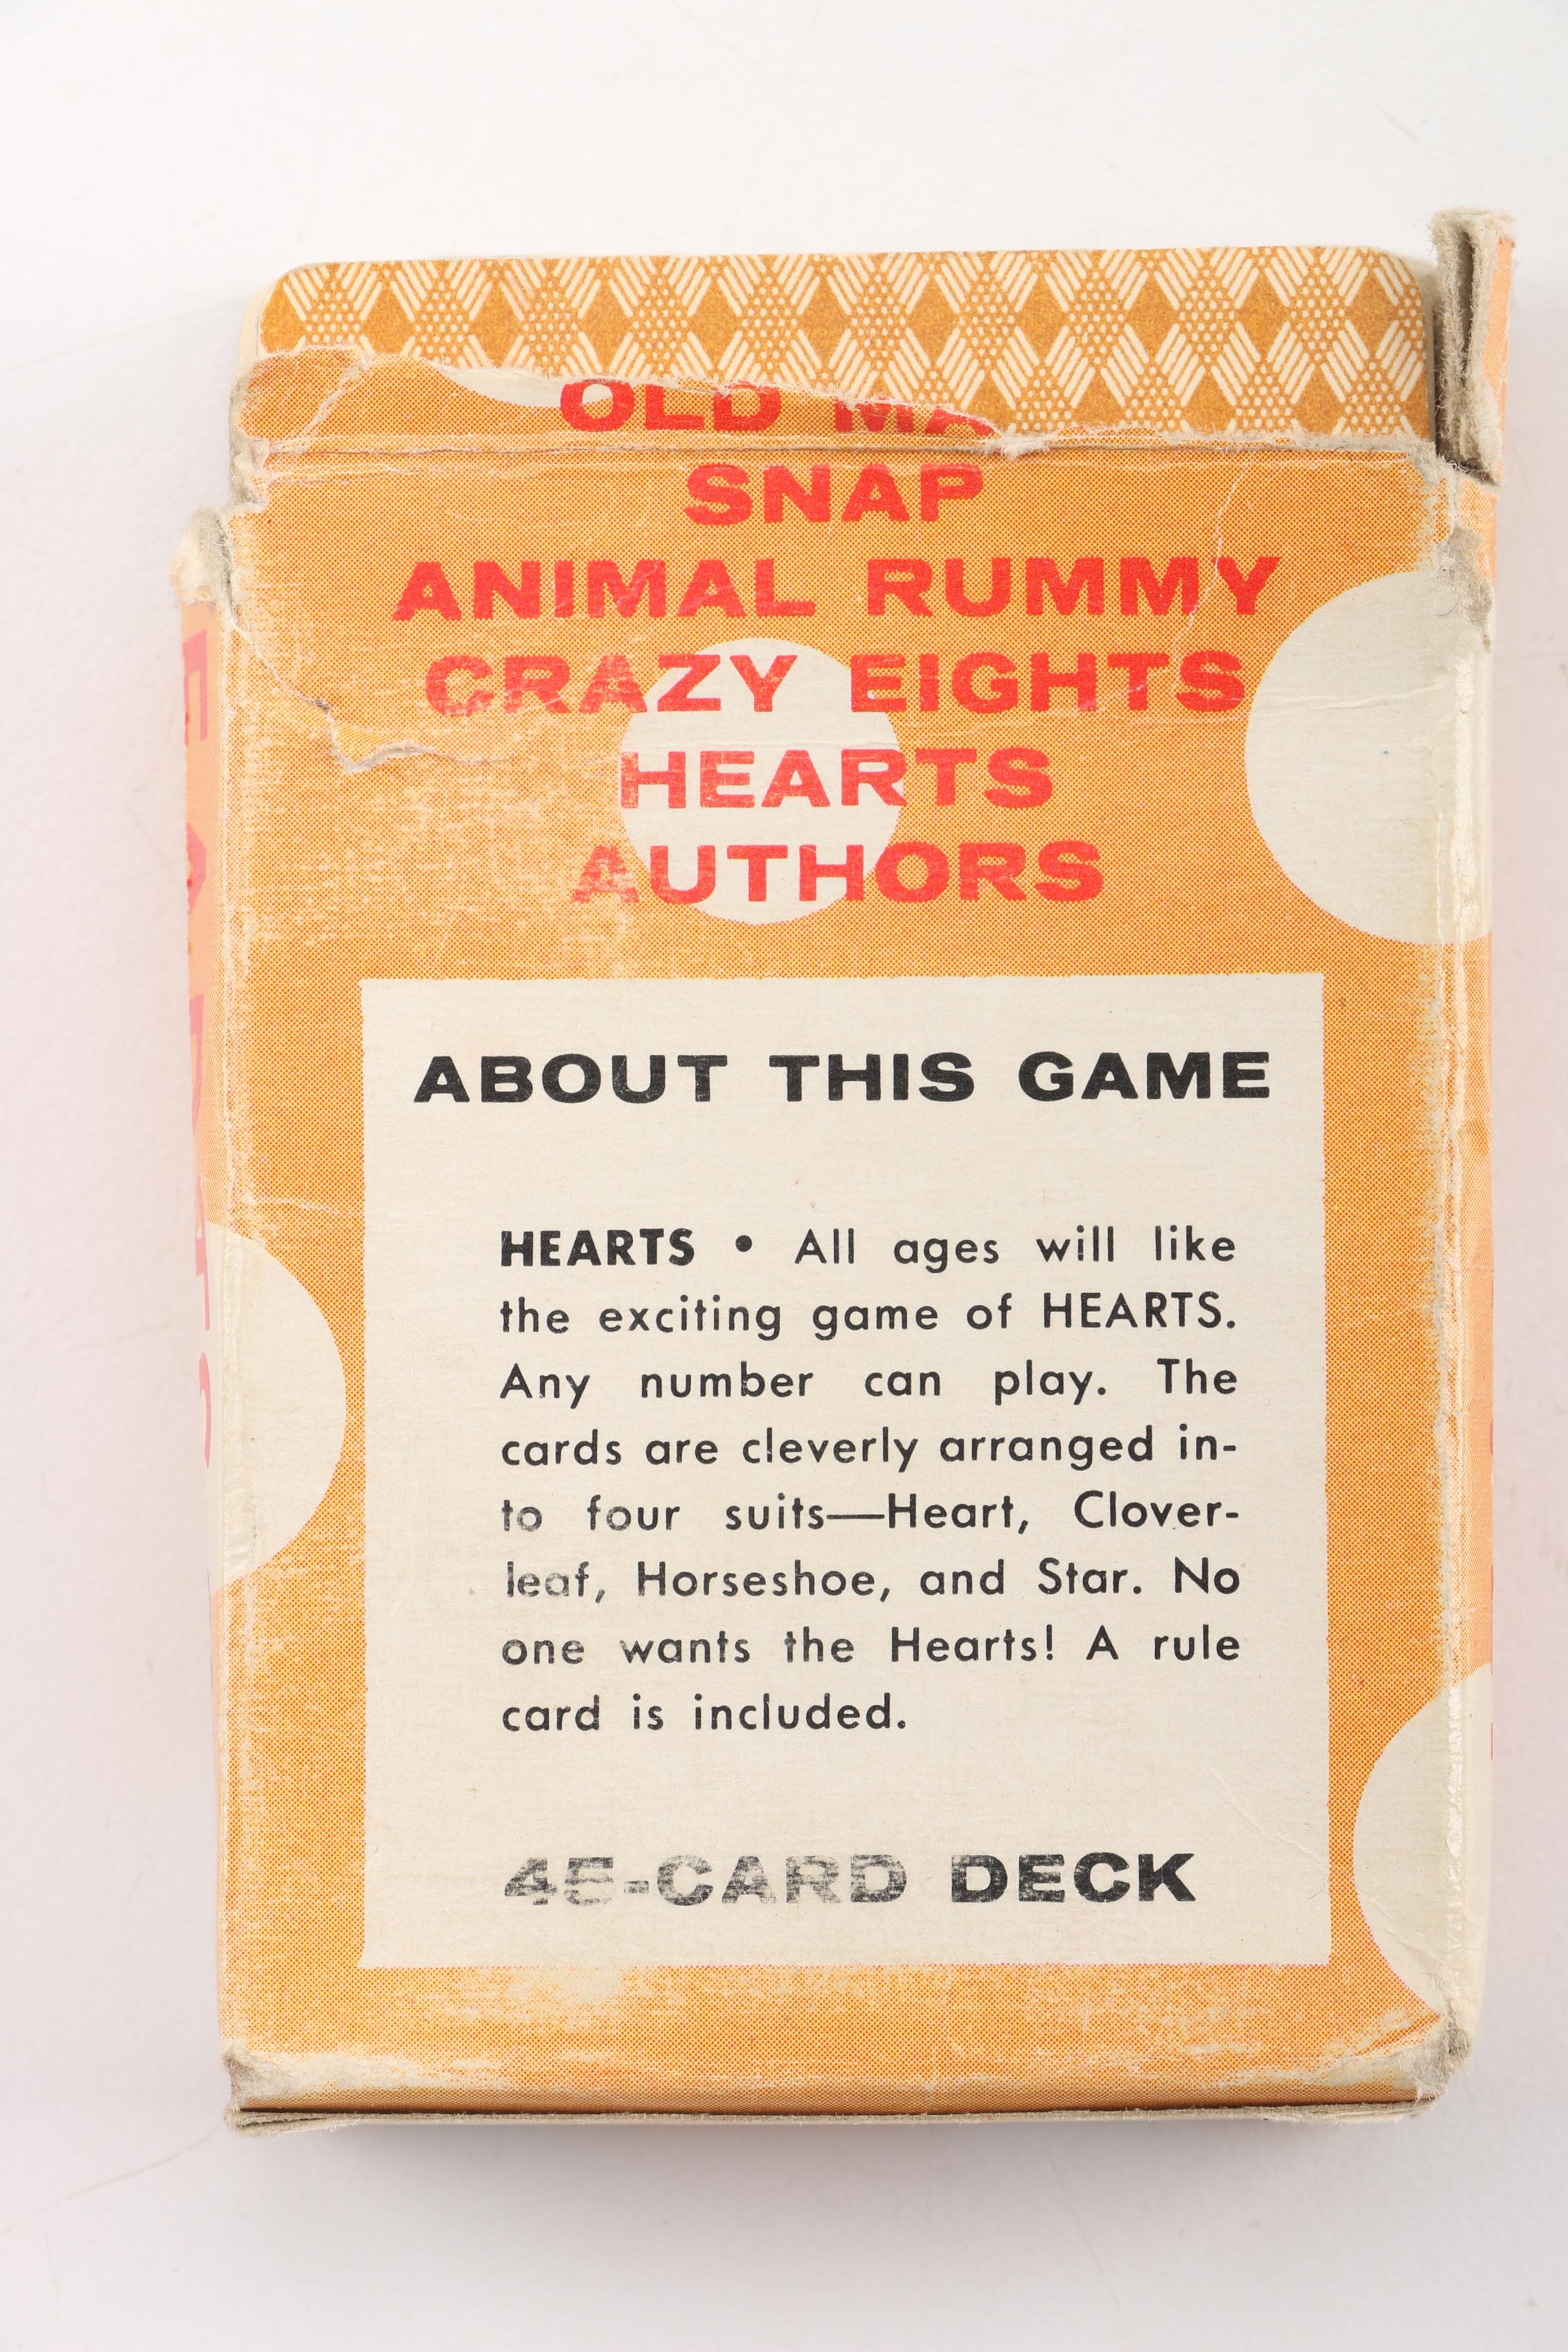 OLD
SNAP
ANIMAL RUMMY
CRAZY EIGHTS
HEARTS
AUTHORS
ABOUT THIS GAME
HEARTS • All ages will like
the exciting game of HEARTS.
Any number can play. The
cards are cleverly arranged in-
to four suits—Heart, Clover-
leaf, Horseshoe, and Star. No
one wants the Hearts! A rule
card is included.
45-CARD DECK